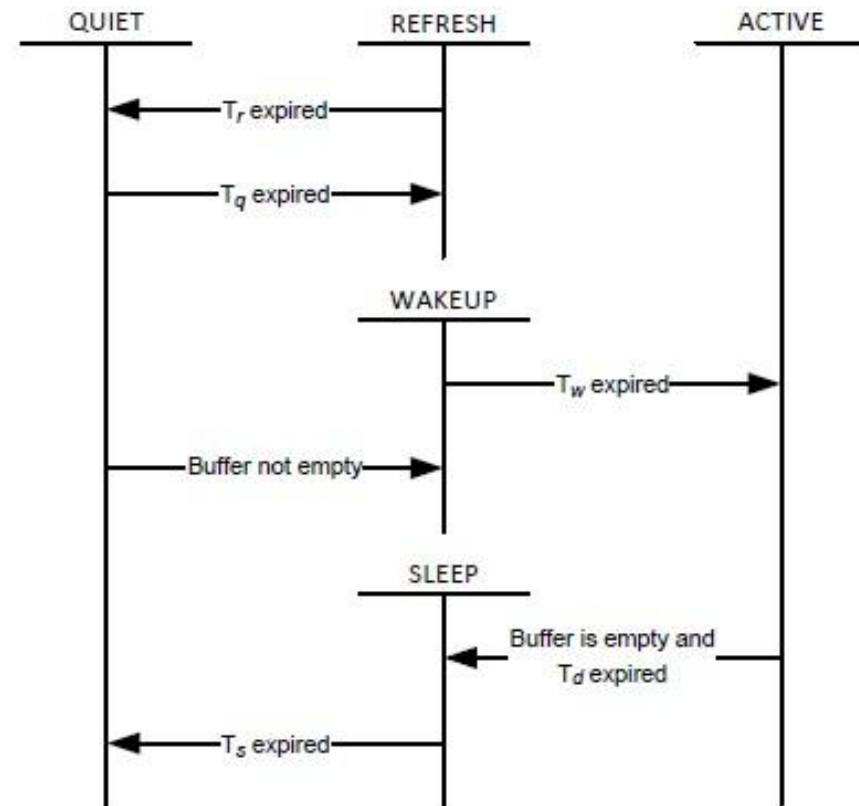 QUIET
REFRESH
ACTIVE
Tr expired
Tq expired
WAKEUP
Tw expired
Buffer not empty
SLEEP
Buffer is empty and
Td expired
Ts expired